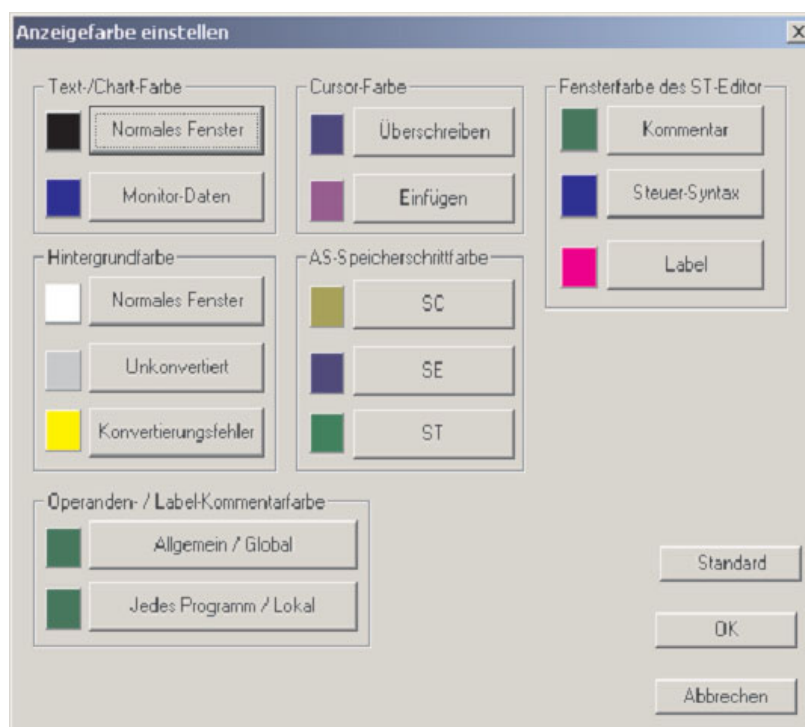 Anzeigefarbe einstellen
Text-/Chart-Farbe
Normales Fenster
Monitor-Daten
Cursor-Farbe
Überschreiben
Einfügen
Fensterfarbe des ST-Editor
Kommentar
Steuer-Syntax
Label
Hintergrundfarbe
Normales Fenster
Unkonvertiert
Konvertierungsfehler
AS-Speicherschrittfarbe
SC
SE
ST
Operanden- / Label-Kommentarfarbe
Allgemein / Global
Jedes Programm / Lokal
Standard
OK
Abbrechen